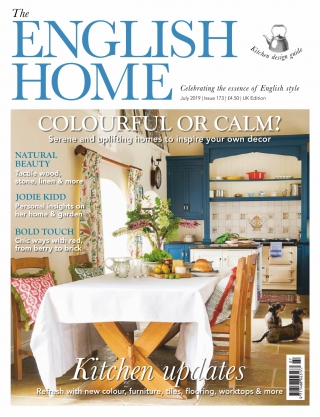 The
ENGLISH
HOME
Kitchen design guide
Celebrating the essence of English style
July 2019 | Issue 173 | £4.50 | UK Edition
COLOURFUL OR CALM?
Serene and uplifting homes to inspire your own decor
NATURAL
BEAUTY
Tactile wood,
stone, linen & more
JODIE KIDD
Personal insights on
her home & garden
BOLD TOUCH
Chic ways with red,
from berry to brick
Kitchen updates
Refresh with new colour, furniture, tiles, flooring, worktops & more